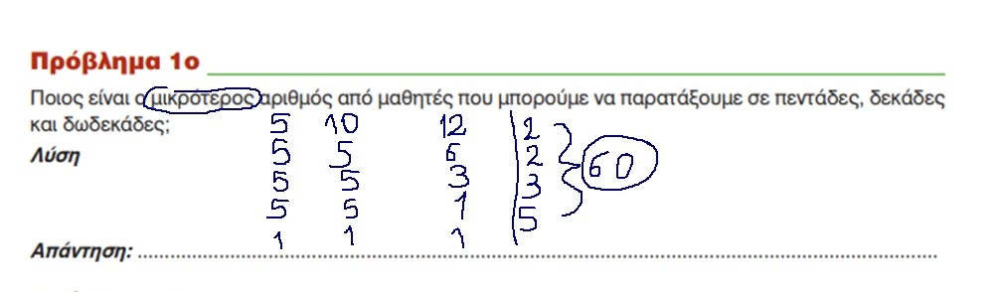 Πρόβλημα 1ο
Ποιος είναι ο μικρότερος αριθμός από μαθητές που μπορούμε να παρατάξουμε σε πεντάδες, δεκάδες
και δωδεκάδες;
5 10 12 2
Λύση 5 5 6 2 60
5 5 3 3
5 5 1 5
1 1 1
Απάντηση: ..........................................................................................................